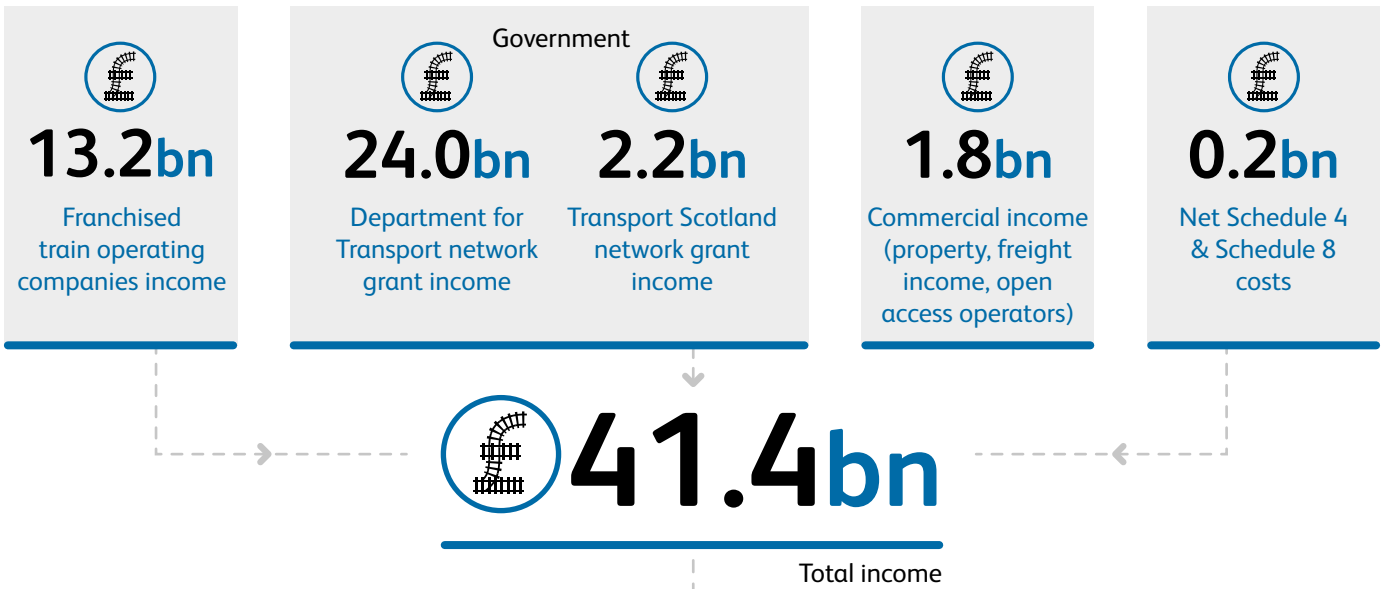 Government
£
13.2bn
Franchised
train operating
companies income
£
24.0bn
Department for
Transport network
grant income
£
2.2bn
Transport Scotland
network grant
income
£
1.8bn
Commercial income
(property, freight
income, open
access operators)
£
0.2bn
Net Schedule 4
& Schedule 8
costs
£41.4bn
Total income